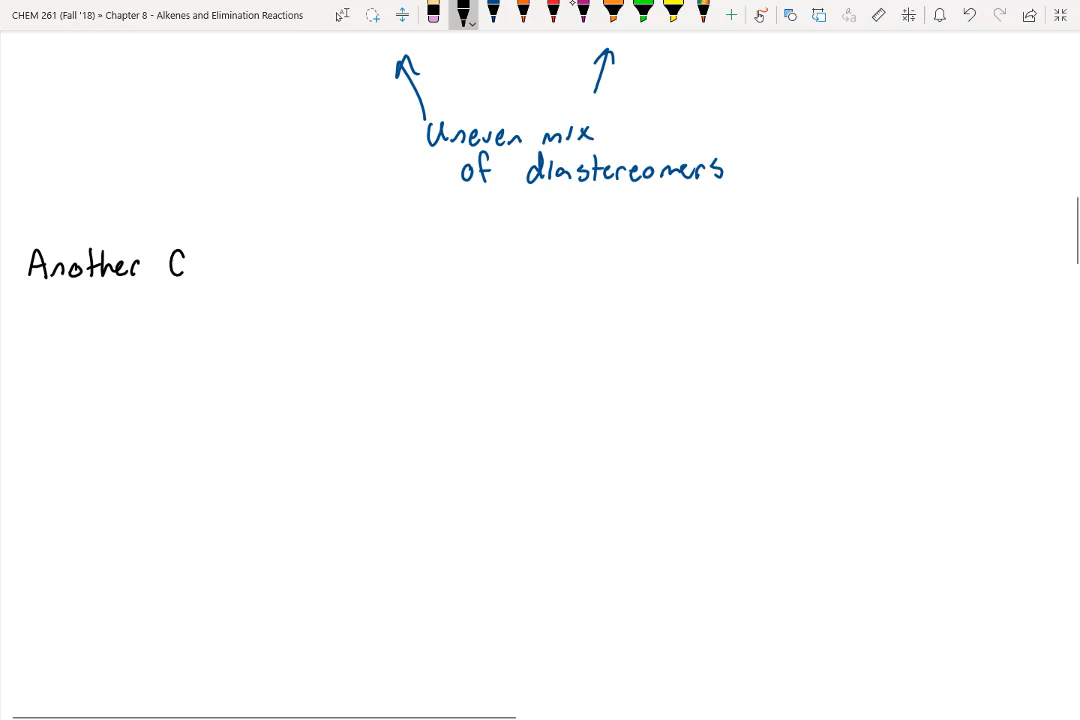 CHEM 261 (Fall '18) » Chapter 8 - Alkenes and Elimination Reactions
Uneven mix
of diastereomers
Another C